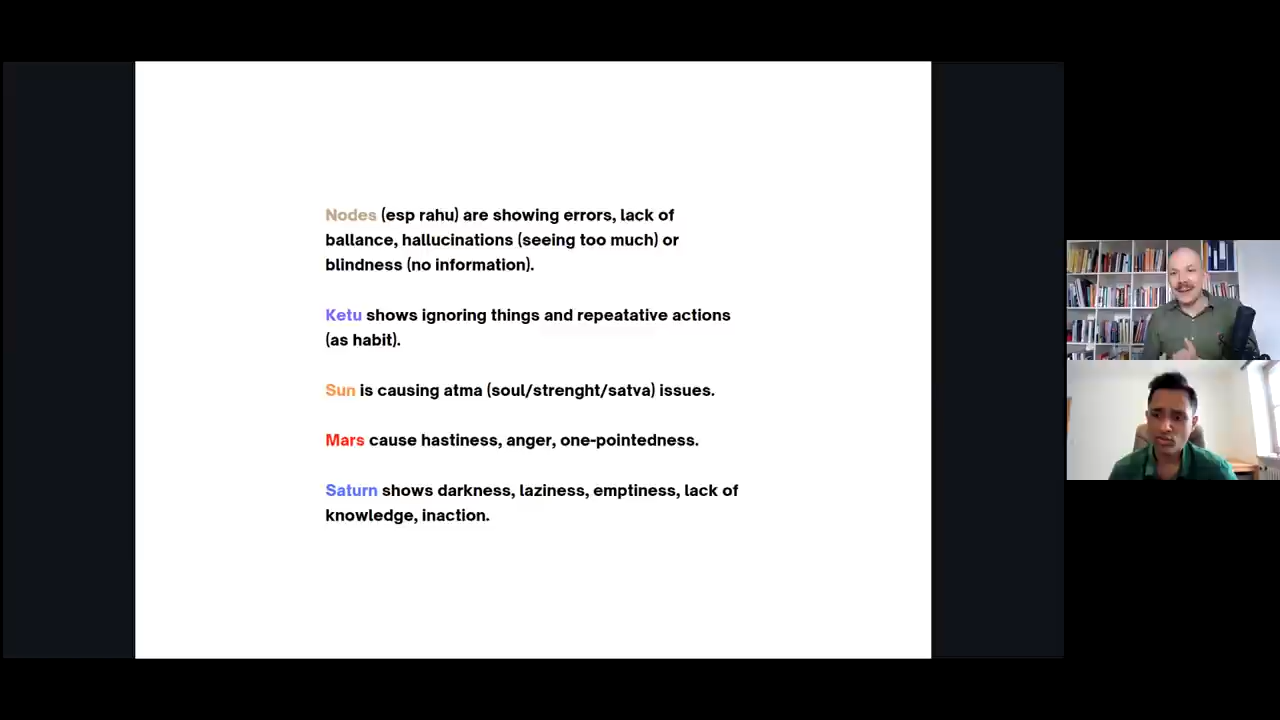 Nodes (esp rahu) are showing errors, lack of
ballance, hallucinations (seeing too much) or
blindness (no information).
Ketu shows ignoring things and repeatative actions
(as habit).
Sun is causing atma (soul/strenght/satva) issues.
Mars cause hastiness, anger, one-pointedness.
Saturn shows darkness, laziness, emptiness, lack of
knowledge, inaction.